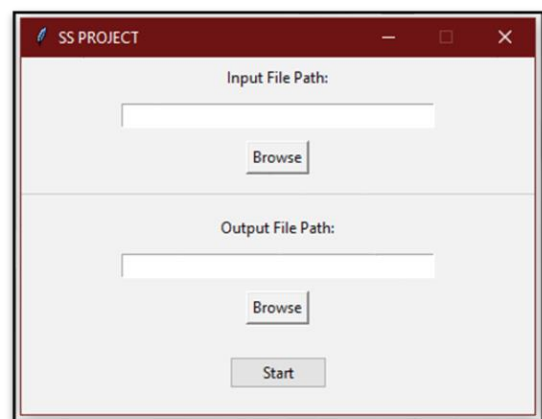 SS PROJECT
Input File Path:
Browse
Output File Path:
Browse
Start